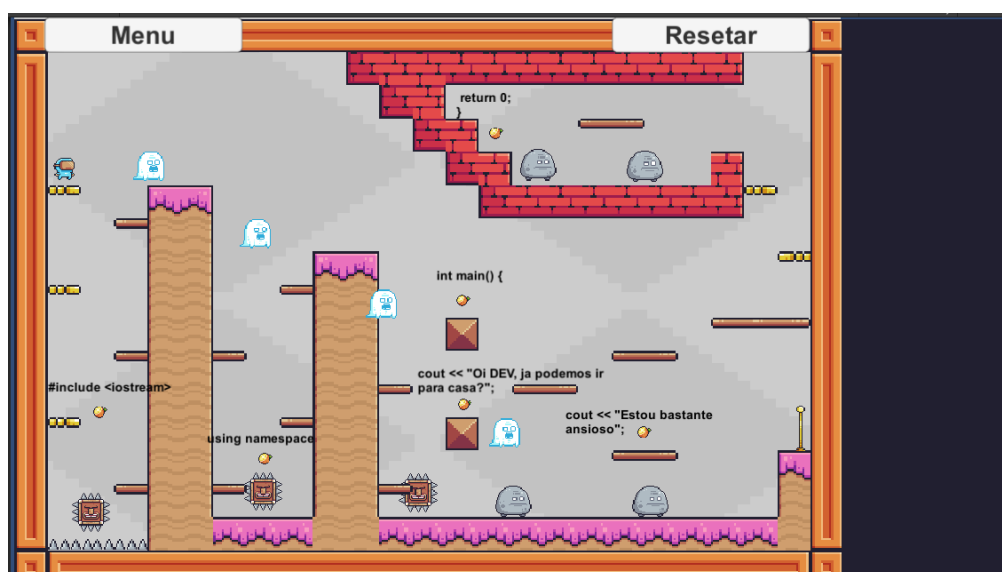 Menu
Resetar
return 0;
}
int main() {
cout << "Oi DEV, ja podemos ir
para casa?";
#include <iostream>
cout << "Estou bastante
ansioso";
using namespace